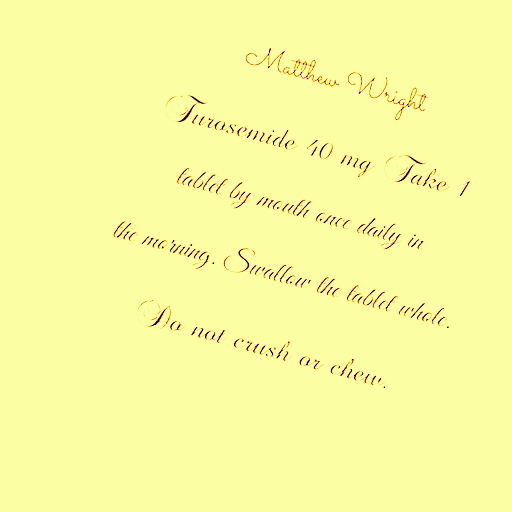 Matthew Wright
Furosemide 40 mg Take 1
tablet by mouth once daily in
the morning. Swallow the tablet whole.
Do not crush or chew.